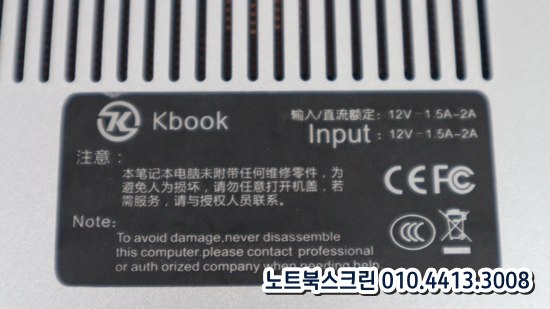 Kbook
输入/直流额定: 12V⎓1.5A-2A
Input : 12V⎓1.5A-2A
注意:
本笔记本电脑未附带任何维修零件，为
避免人为损坏，请勿任意打开机盖，若
需服务，请与授权人员联系。
CE FC
CCC
Note:
To avoid damage,never disassemble
this computer.please contact professional
or auth orized company when needing help
노트북스크린 010.4413.3008